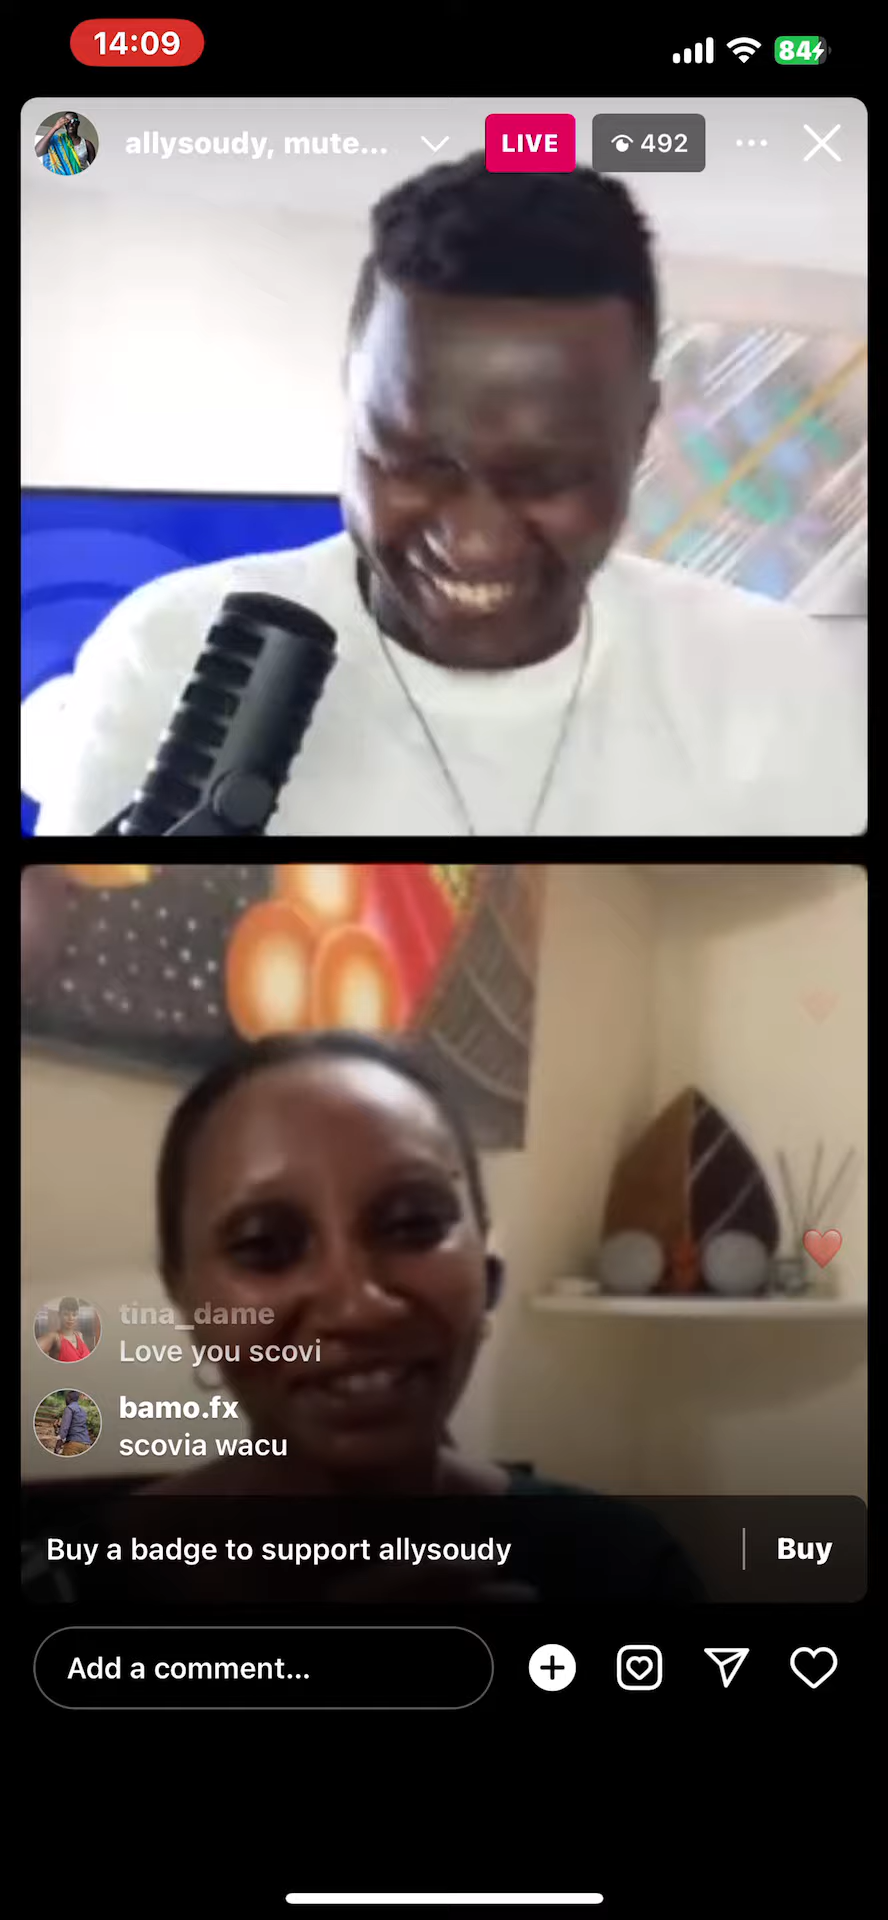 14:09
84
allysoudy, mute...
LIVE
492
tina_dame
Love you scovi
bamo.fx
scovia wacu
Buy a badge to support allysoudy
Buy
Add a comment...